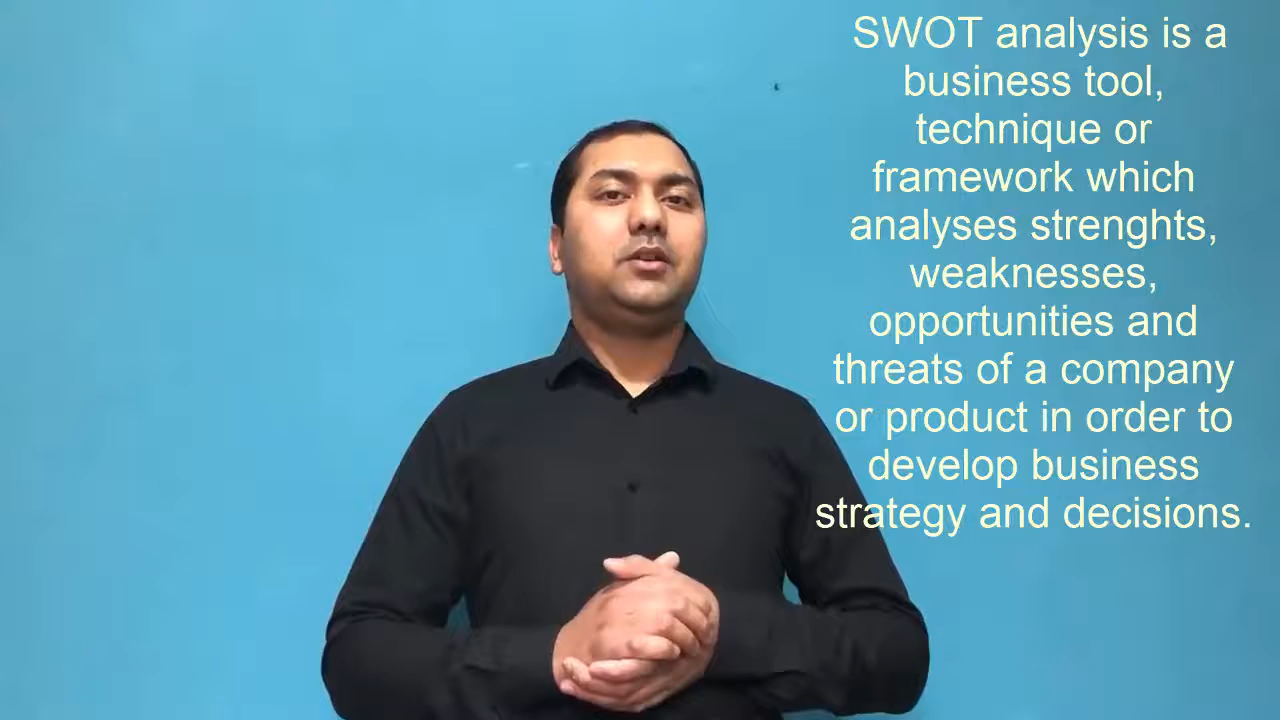 SWOT analysis is a
business tool,
technique or
framework which
analyses strenghts,
weaknesses,
opportunities and
threats of a company
or product in order to
develop business
strategy and decisions.